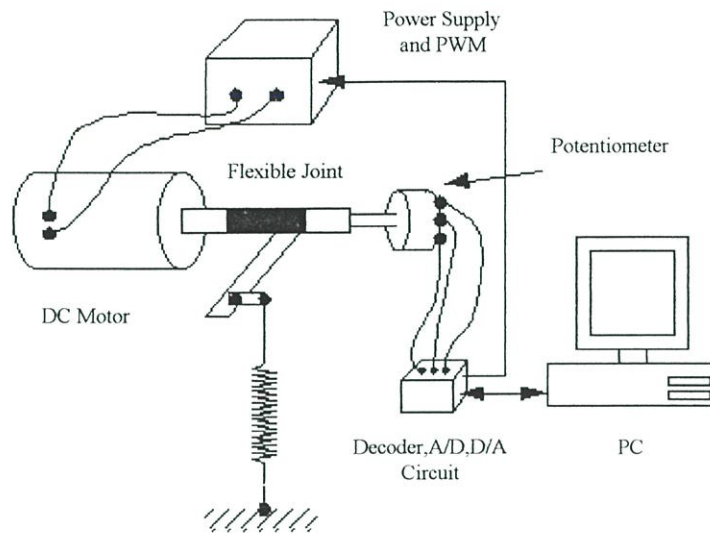 Power Supply
and PWM
Potentiometer
Flexible Joint
DC Motor
Decoder,A/D,D/A
Circuit
PC